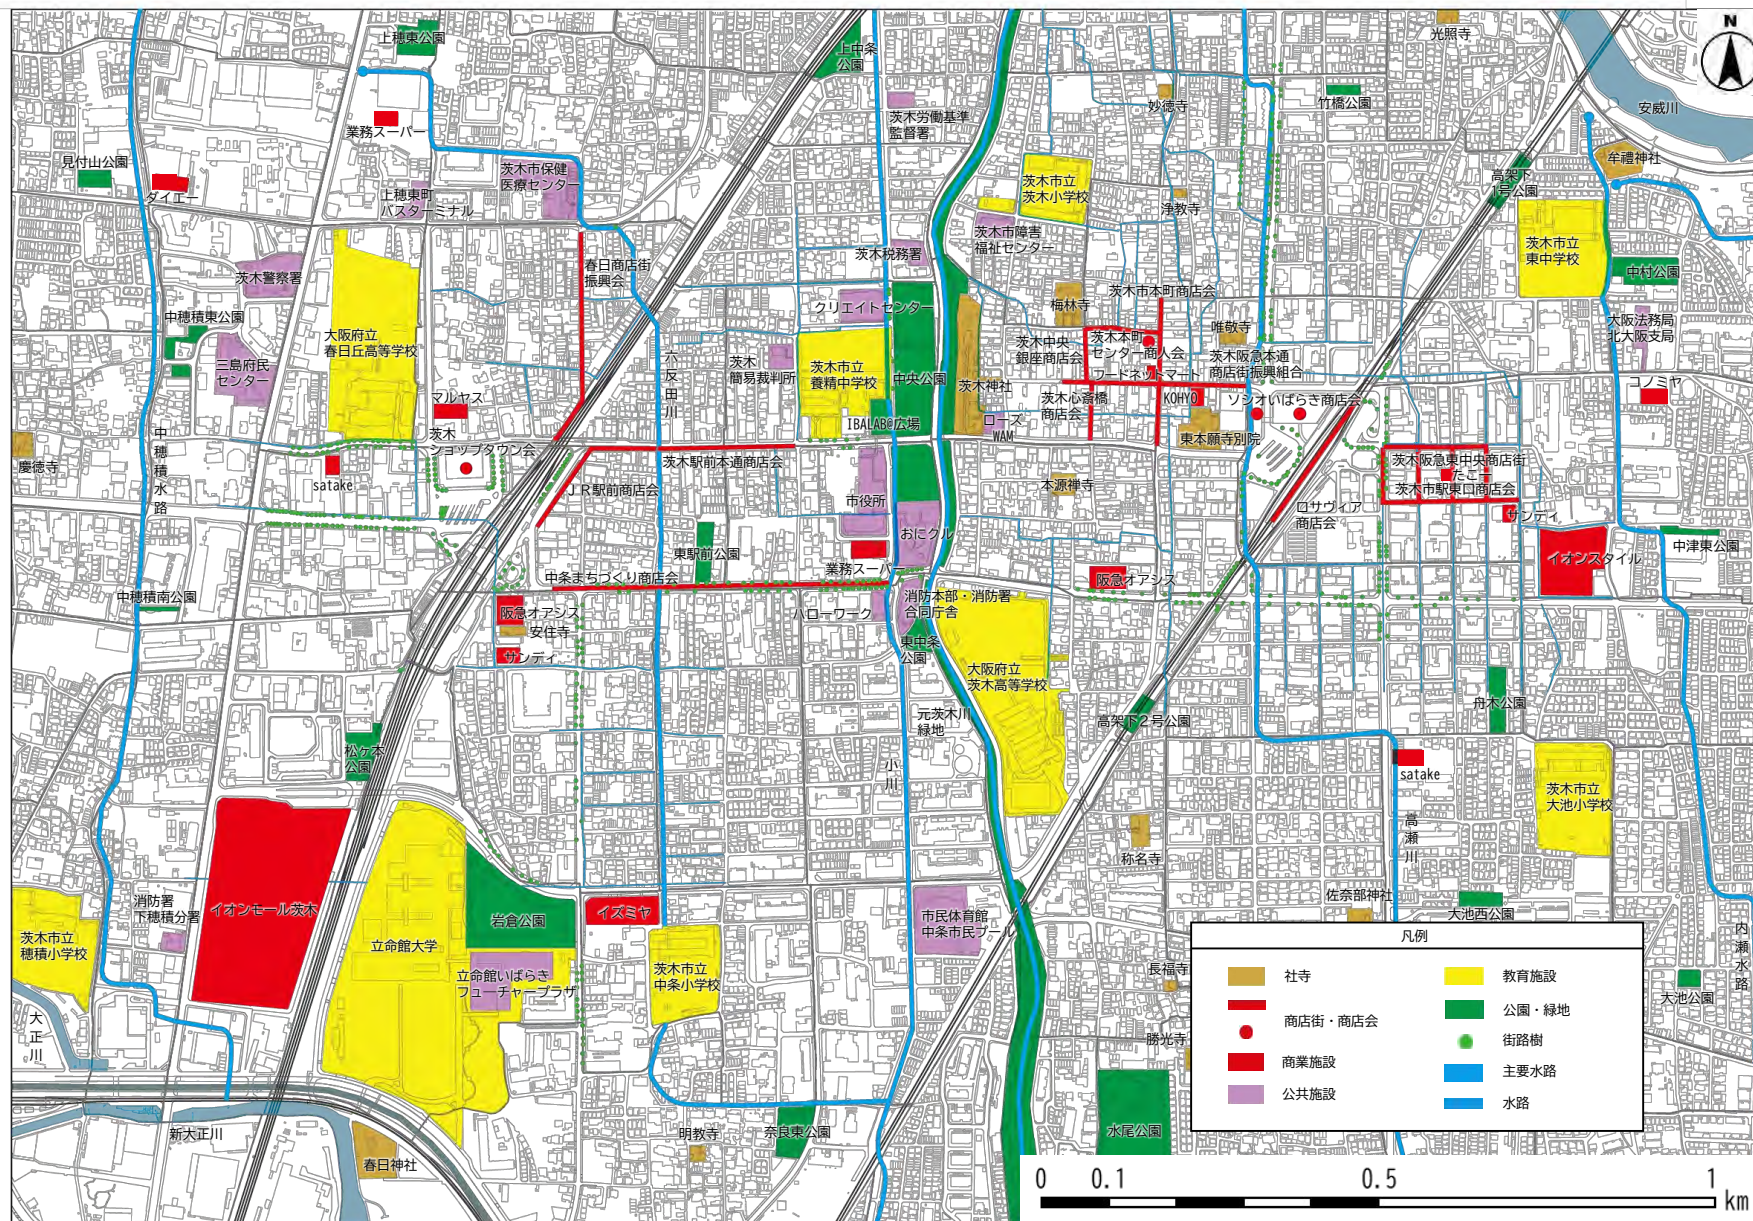 上穂東公園
上中条
公園
光照寺
N
業務スーパー
茨木労働基準
監督署
妙徳寺
竹橋公園
安威川
見付山公園
ダイエー
茨木市保健
医療センター
上穂東町
バスターミナル
茨木市立
茨木小学校
浄教寺
高架下
1号公園
牟禮神社
茨木市障害
福祉センター
茨木税務署
茨木市立
東中学校
中村公園
茨木警察署
春日商店街
振興会
クリエイトセンター
梅林寺
茨木市本町商店会
中穂積東公園
大阪府立
春日丘高等学校
三島府民
センター
六反田川
茨木
簡易裁判所
茨木市立
養精中学校
中央公園
茨木神社
茨木中央
銀座商店会
茨木本町
センター商人会
フードネットマート
唯敬寺
茨木阪急本通
商店街振興組合
大阪法務局
北大阪支局
コノミヤ
マルヤス
茨木
ショップタウン会
IBALAB@広場
ローズ
WAM
茨木心斎橋
商店会
KOHYO
ソシオいばらき商店会
東本願寺別院
慶徳寺
中穂積水路
satake
茨木駅前本通商店会
JR駅前商店会
市役所
おにクル
本源禅寺
ロサヴィア
商店会
茨木阪急東中央商店街
たこー
茨木市駅東口商店会
サンディ
イオンスタイル
中津東公園
東駅前公園
業務スーパー
中条まちづくり商店会
阪急オアシス
中穂積南公園
阪急オアシス
安住寺
サンディ
ハローワーク
消防本部・消防署
合同庁舎
東中条
公園
大阪府立
茨木高等学校
元茨木川
緑地
高架下2号公園
舟木公園
松ケ本
公園
小川
satake
茨木市立
大池小学校
高瀬川
称名寺
佐奈部神社
大池西公園
消防署
下穂積分署
イオンモール茨木
立命館大学
岩倉公園
イズミヤ
市民体育館
中条市民プール
茨木市立
穂積小学校
立命館いばらき
フューチャープラザ
茨木市立
中条小学校
長福寺
勝光寺
内瀬水路
大池公園
大正川
新大正川
春日神社
明教寺
奈良東公園
水尾公園
凡例
社寺
商店街・商店会
商業施設
公共施設
教育施設
公園・緑地
街路樹
主要水路
水路
0 0.1 0.5 1
km